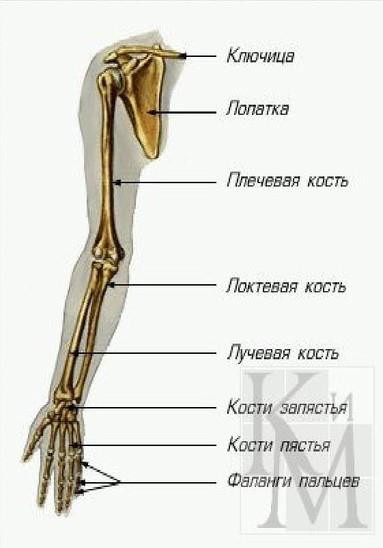 Ключица
Лопатка
Плечевая кость
Локтевая кость
Лучевая кость
Кости запястья
Кости пястья
Фаланги пальцев
К И
М